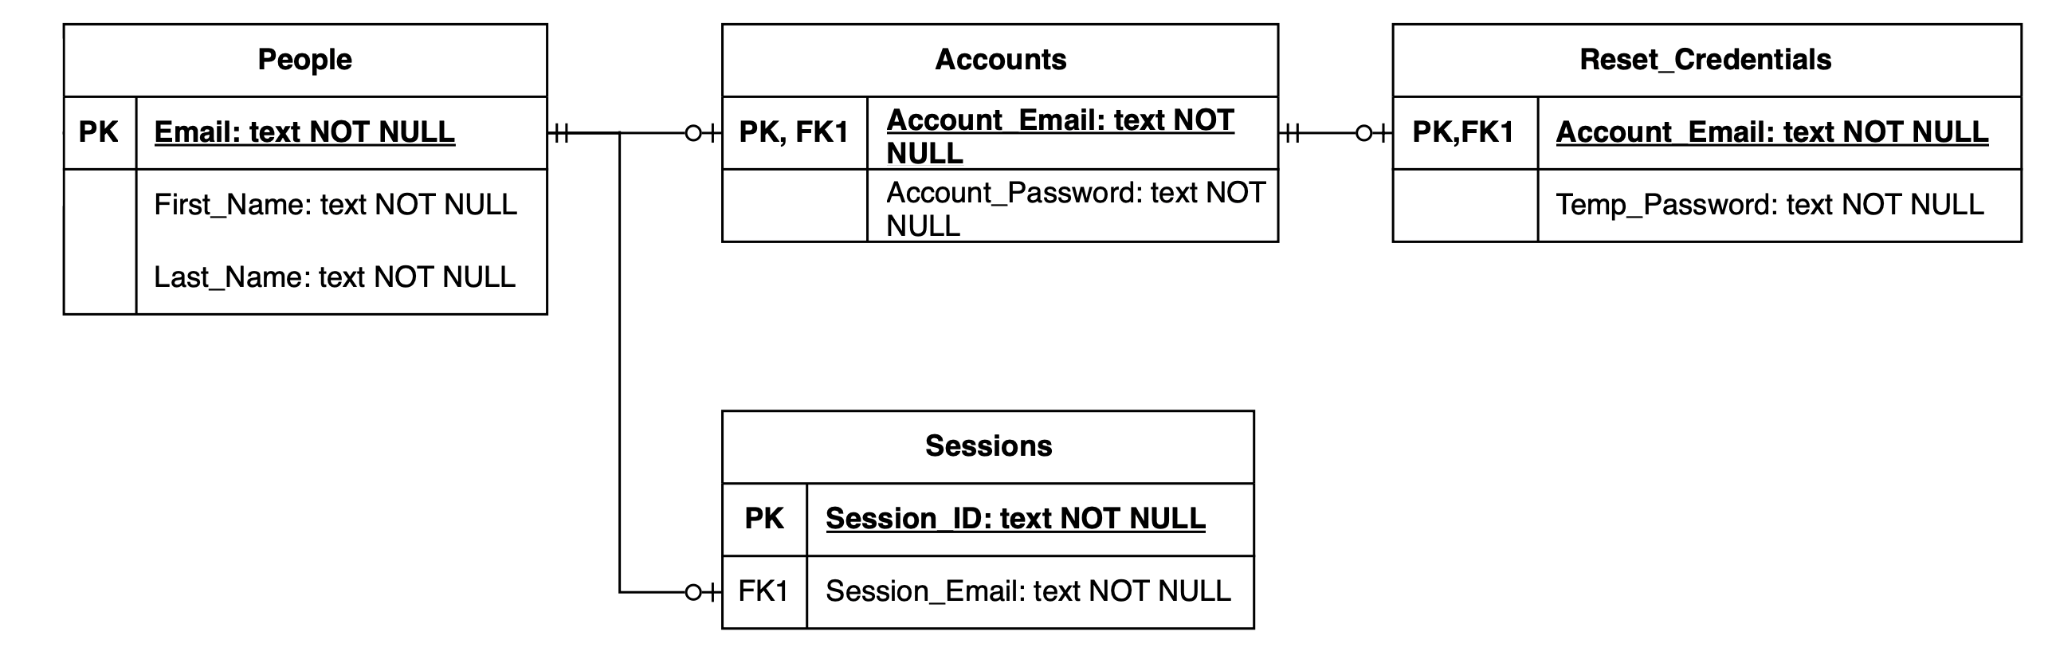 People
PK
Email: text NOT NULL
First_Name: text NOT NULL
Last_Name: text NOT NULL
Accounts
PK, FK1
Account_Email: text NOT
NULL
Account_Password: text NOT
NULL
Reset_Credentials
PK,FK1
Account_Email: text NOT NULL
Temp_Password: text NOT NULL
Sessions
PK
Session_ID: text NOT NULL
FK1
Session_Email: text NOT NULL